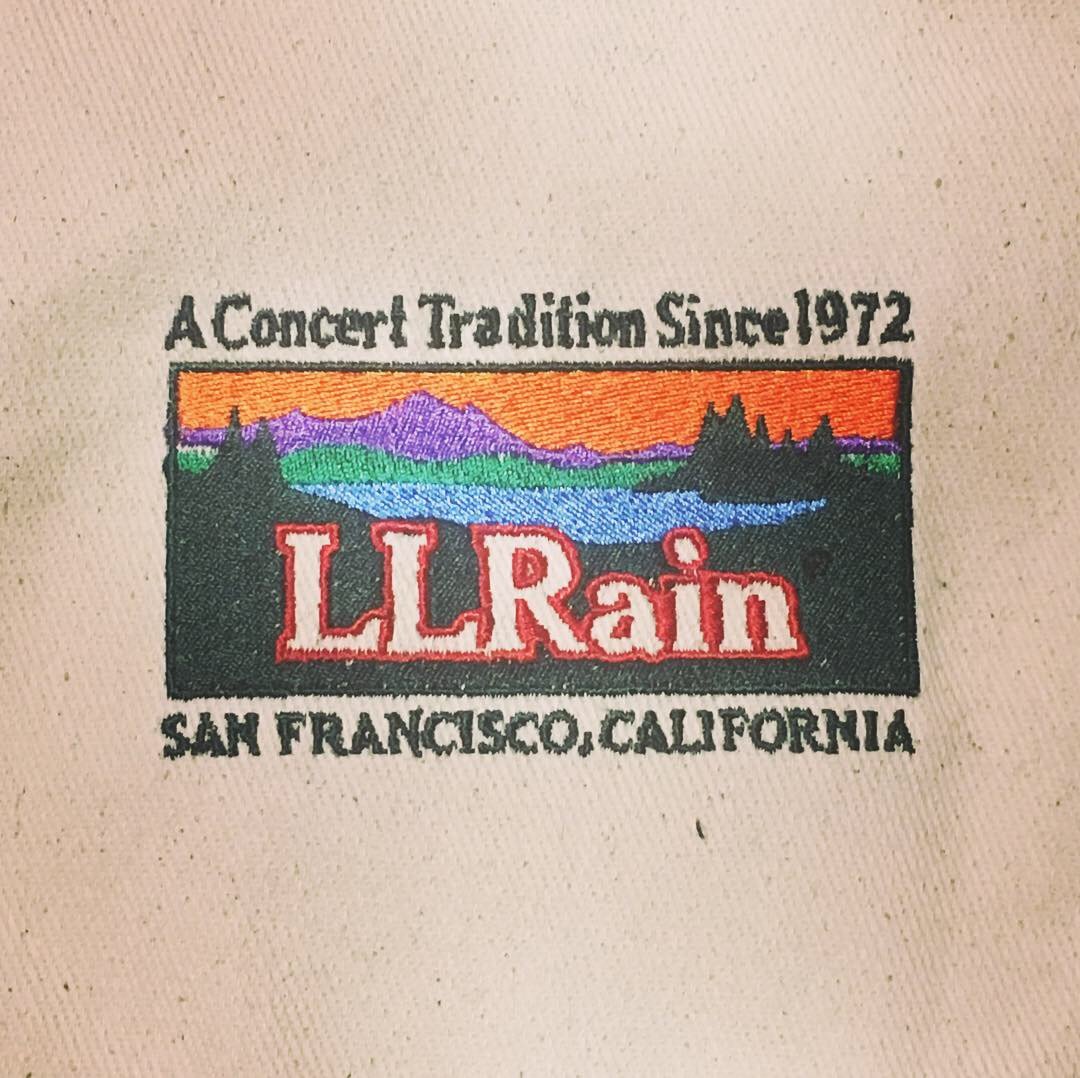 A Concert Tradition Since 1972
LLRain
SAN FRANCISCO, CALIFORNIA